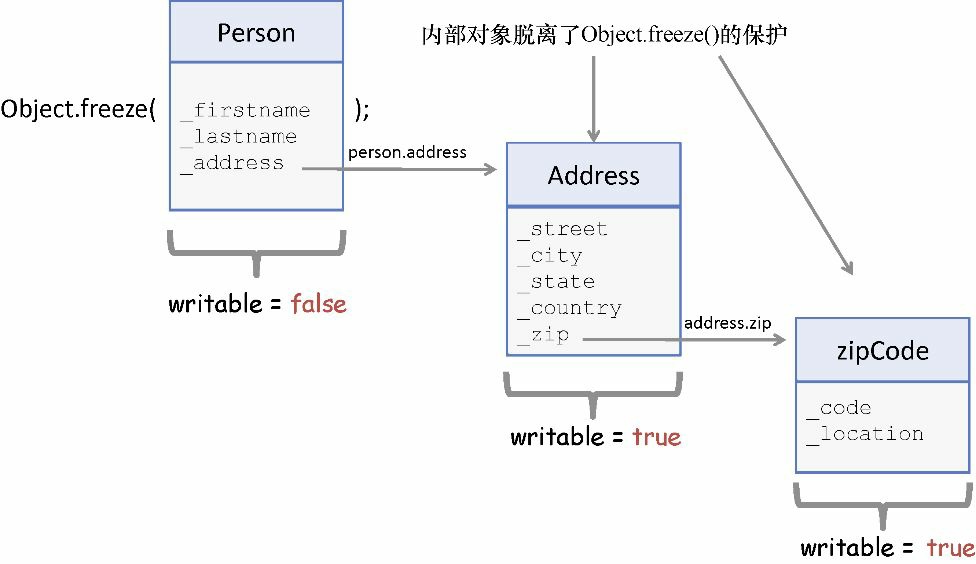 Person
内部对象脱离了Object.freeze()的保护
Object.freeze(
_firstname
_lastname
_address
);
person.address
writable = false
Address
_street
_city
_state
_country
_zip
address.zip
writable = true
zipCode
_code
_location
writable = true